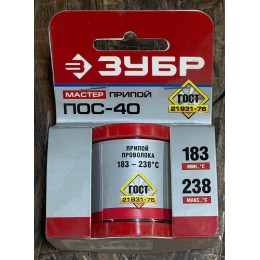 ЗУБР
МАСТЕР ПРИПОЙ
ПОС-40
ГОСТ
21931-76
ПРИПОЙ
ПРОВОЛОКА
183 – 238°С
ГОСТ
21931-76
183
МИН.,°С
238
МАКС.,°С